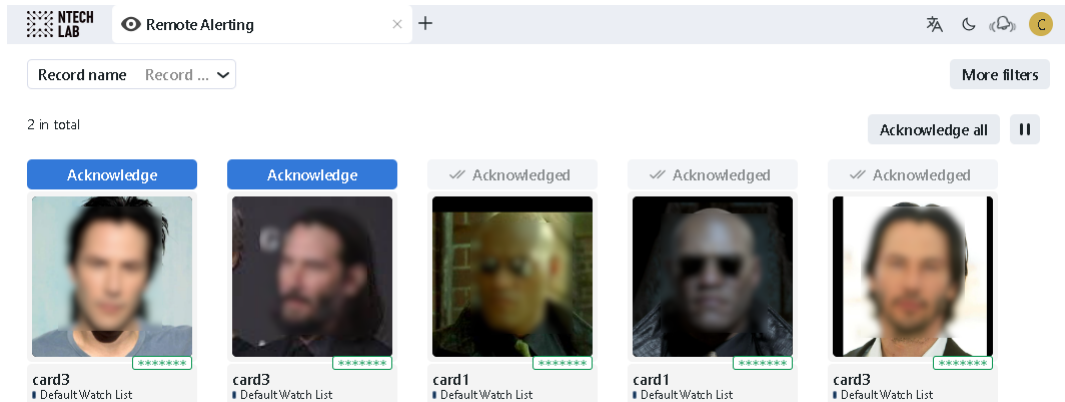 NTECH
LAB
Remote Alerting
C
Record name Record ...
More filters
2 in total
Acknowledge all
Acknowledge Acknowledge Acknowledged Acknowledged Acknowledged
******* ******* ******* ******* *******
card3 card3 card1 card1 card3
Default Watch List Default Watch List Default Watch List Default Watch List Default Watch List